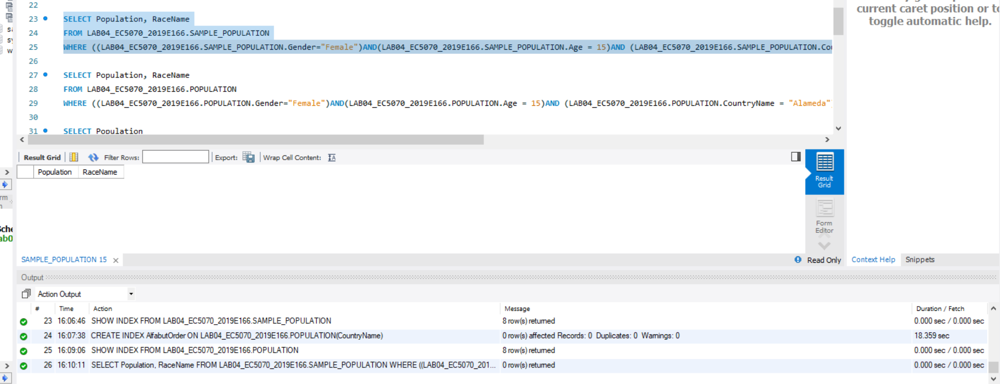 22
23 SELECT Population, RaceName
24 FROM LAB04_EC5070_2019E166.SAMPLE_POPULATION
25 WHERE ((LAB04_EC5070_2019E166.SAMPLE_POPULATION.Gender="Female")AND(LAB04_EC5070_2019E166.SAMPLE_POPULATION.Age = 15)AND (LAB04_EC5070_2019E166.SAMPLE_POPULATION.Cou
26
27 SELECT Population, RaceName
28 FROM LAB04_EC5070_2019E166.POPULATION
29 WHERE ((LAB04_EC5070_2019E166.POPULATION.Gender="Female")AND(LAB04_EC5070_2019E166.POPULATION.Age = 15)AND (LAB04_EC5070_2019E166.POPULATION.CountryName = "Alameda"
30
31 SELECT Population
current caret position or to
toggle automatic help.
Result Grid Filter Rows: Export: Wrap Cell Content:
Population RaceName
Result
Grid
Form
Editor
SAMPLE_POPULATION 15 Read Only Context Help Snippets
Output
Action Output
# Time Action Message Duration / Fetch
23 16:06:46 SHOW INDEX FROM LAB04_EC5070_2019E166.SAMPLE_POPULATION 8 row(s) returned 0.000 sec / 0.000 sec
24 16:07:38 CREATE INDEX AlfabutOrder ON LAB04_EC5070_2019E166.POPULATION(CountryName) 0 row(s) affected Records: 0 Duplicates: 0 Warnings: 0 18.359 sec
25 16:09:06 SHOW INDEX FROM LAB04_EC5070_2019E166.POPULATION 8 row(s) returned 0.000 sec / 0.000 sec
26 16:10:11 SELECT Population, RaceName FROM LAB04_EC5070_2019E166.SAMPLE_POPULATION WHERE ((LAB04_EC5070_201... 0 row(s) returned 0.000 sec / 0.000 sec